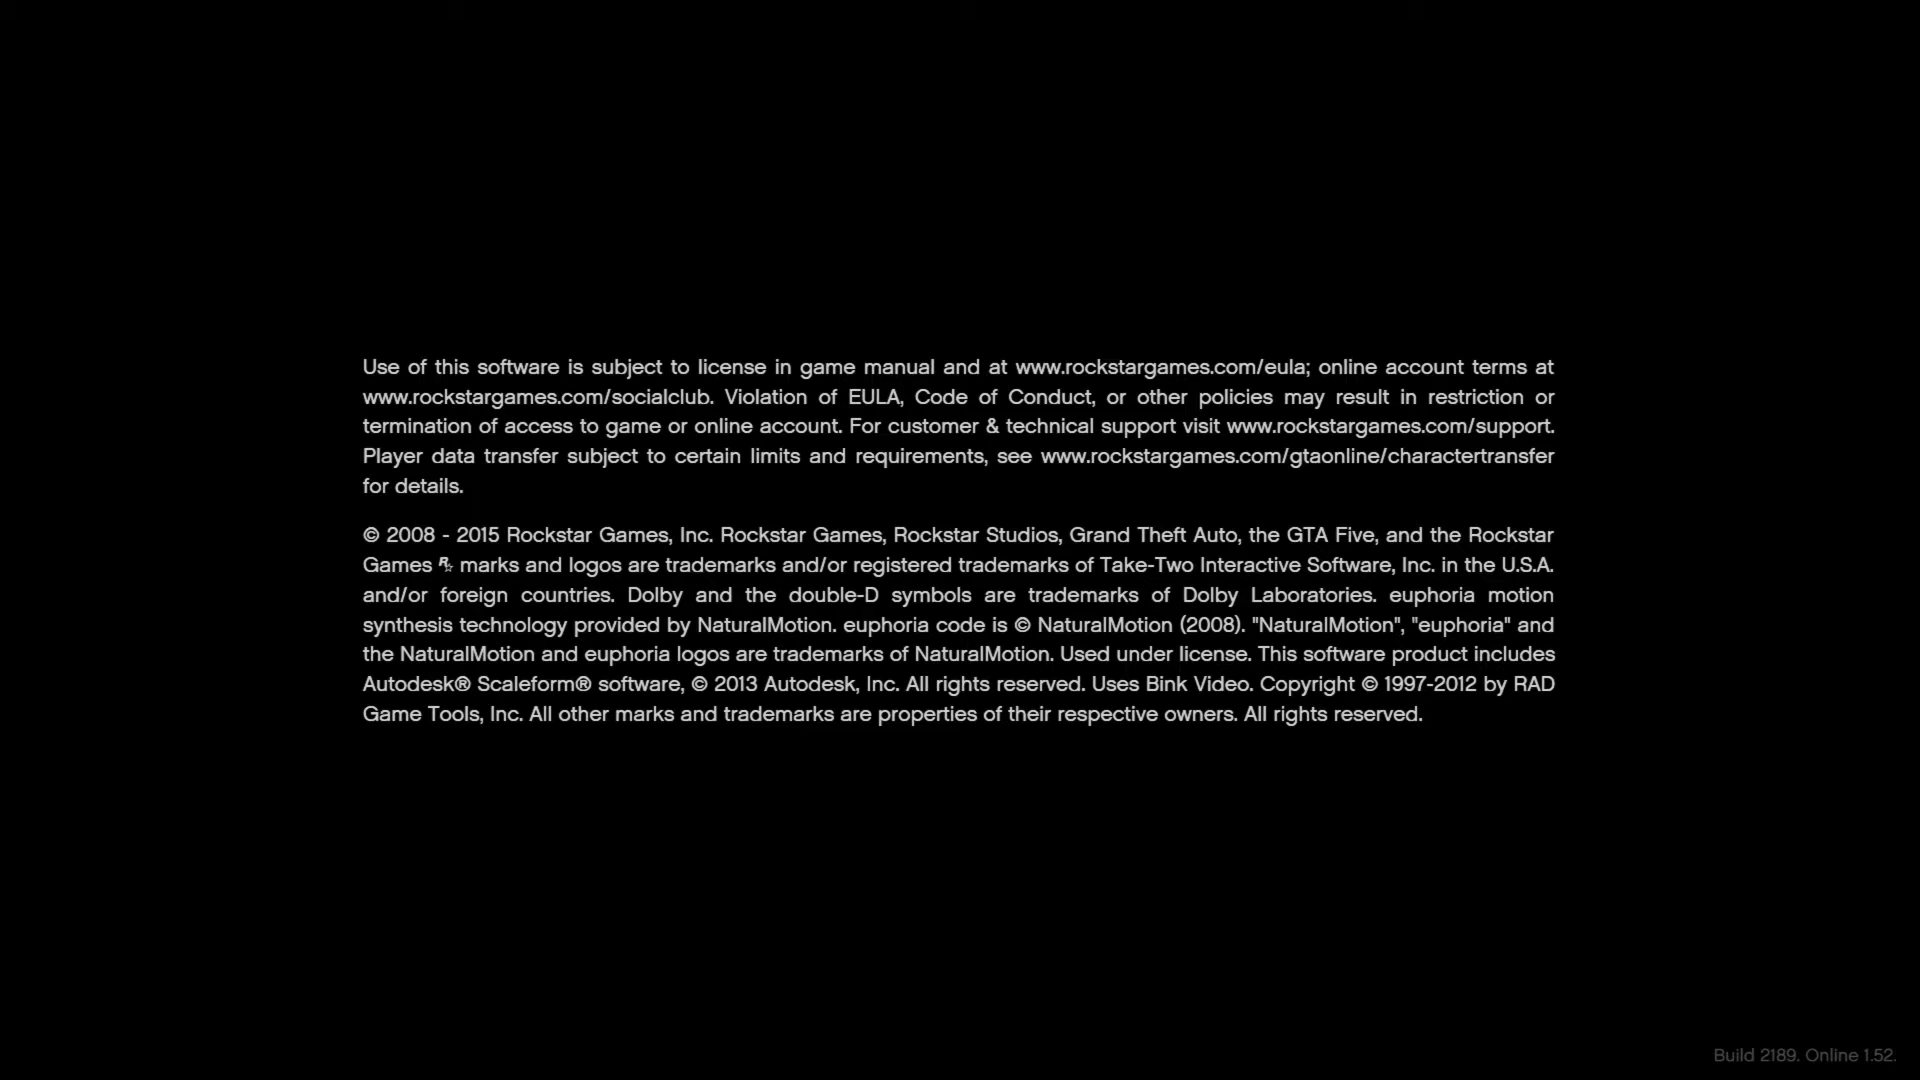 Use of this software is subject to license in game manual and at www.rockstargames.com/eula; online account terms at
www.rockstargames.com/socialclub. Violation of EULA, Code of Conduct, or other policies may result in restriction or
termination of access to game or online account. For customer & technical support visit www.rockstargames.com/support.
Player data transfer subject to certain limits and requirements, see www.rockstargames.com/gtaonline/charactertransfer
for details.
© 2008 - 2015 Rockstar Games, Inc. Rockstar Games, Rockstar Studios, Grand Theft Auto, the GTA Five, and the Rockstar
Games R☆ marks and logos are trademarks and/or registered trademarks of Take-Two Interactive Software, Inc. in the U.S.A.
and/or foreign countries. Dolby and the double-D symbols are trademarks of Dolby Laboratories. euphoria motion
synthesis technology provided by NaturalMotion. euphoria code is © NaturalMotion (2008). "NaturalMotion", "euphoria" and
the NaturalMotion and euphoria logos are trademarks of NaturalMotion. Used under license. This software product includes
Autodesk® Scaleform® software, © 2013 Autodesk, Inc. All rights reserved. Uses Bink Video. Copyright © 1997-2012 by RAD
Game Tools, Inc. All other marks and trademarks are properties of their respective owners. All rights reserved.
Build 2189. Online 1.52.